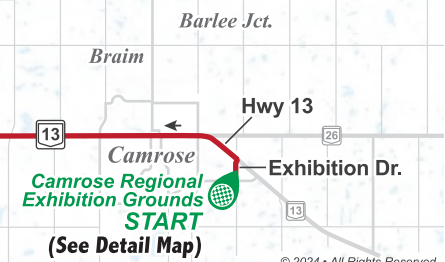 Barlee Jct.
Braim
Hwy 13
13
26
Camrose
Exhibition Dr.
Camrose Regional
Exhibition Grounds
START
13
(See Detail Map)
© 2024 • All Rights Reserved